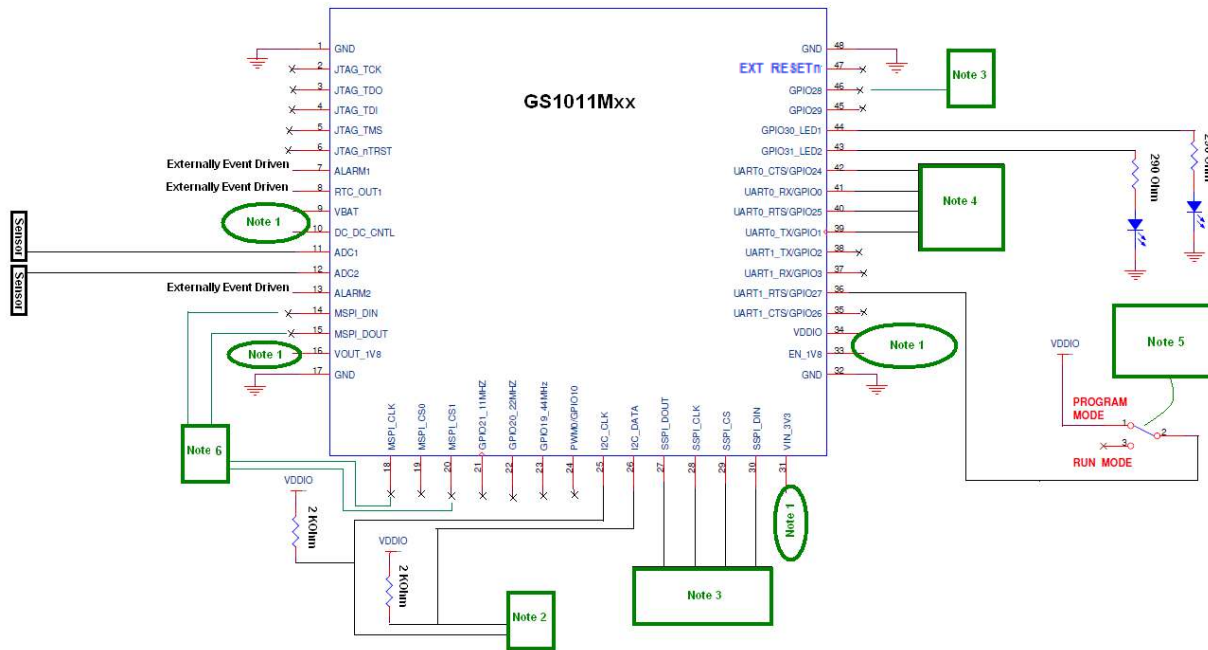 GS1011Mxx
1 GND
2 JTAG_TCK
3 JTAG_TDO
4 JTAG_TDI
5 JTAG_TMS
6 JTAG_nTRST
Externally Event Driven 7 ALARM1
Externally Event Driven 8 RTC_OUT1
9 VBAT
Note 1
10 DC_DC_CNTL
Sensor
11 ADC1
Sensor
12 ADC2
Externally Event Driven 13 ALARM2
14 MSPI_DIN
15 MSPI_DOUT
Note 1 16 VOUT_1V8
17 GND
GND 48
EXT RESETn 47
GPIO28 46
Note 3
GPIO29 45
GPIO30_LED1 44
GPIO31_LED2 43
290 Ohm
UART0_CTS/GPIO24 42
UART0_RX/GPIO0 41
UART0_RTS/GPIO25 40
UART0_TX/GPIO1 39
Note 4
UART1_TX/GPIO2 38
UART1_RX/GPIO3 37
UART1_RTS/GPIO27 36
UART1_CTS/GPIO26 35
VDDIO 34
EN_1V8 33
Note 1
GND 32
Note 5
VDDIO
PROGRAM
MODE
1
2
3
RUN MODE
MSPI_CLK 18
MSPI_CS0 19
MSPI_CS1 20
GPIO21_11MHZ 21
GPIO20_22MHZ 22
GPIO19_44MHz 23
PWM0/GPIO10 24
I2C_CLK 25
I2C_DATA 26
SSPI_DOUT 27
SSPI_CLK 28
SSPI_CS 29
SSPI_DIN 30
VIN_3V3 31
Note 6
VDDIO
2 KOhm
VDDIO
2 KOhm
Note 2
Note 3
Note 1